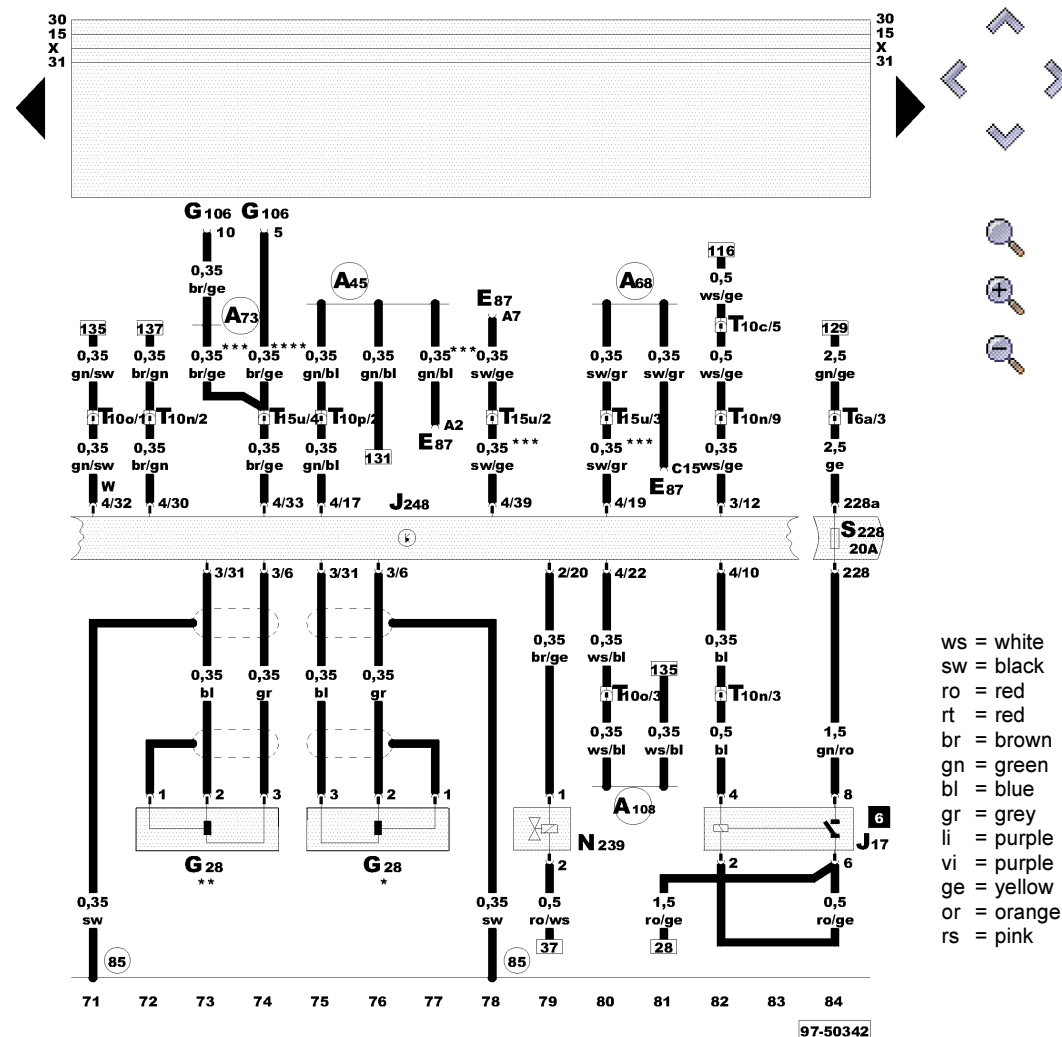 30 30
15 15
X X
31 31
G106 G106
10 5
116
0,35 0,5
br/ge ws/ge
A73 A45 A68
E87
A7
T10c/5
135 137 129
*** **** ***
0,35 0,35 0,35 0,35 0,35 0,35 0,35 0,35 0,35 0,35 0,5 2,5
gn/sw br/gn br/ge br/ge gn/bl gn/bl gn/bl sw/ge sw/gr sw/gr ws/ge gn/ge
T10o/1 T10n/2 T15u/4 T10p/2 T15u/2 T15u/3 T10n/9 T6a/3
A2
E87
*** ***
0,35 0,35 0,35 0,35 0,35 0,35 0,35 2,5
gn/sw br/gn br/ge gn/bl sw/ge sw/gr ws/ge ge
131
C15
E87
W
4/32 4/30 4/33 4/17 J248 4/39 4/19 3/12 228a
S228
20A
3/31 3/6 3/31 3/6 2/20 4/22 4/10 228
0,35 0,35 0,35
br/ge ws/bl bl
135
0,35 0,35 0,35 0,35
bl gr bl gr
T10o/3 T10n/3
0,35 0,35 0,5 1,5
ws/bl ws/bl bl gn/ro
1 2 3 3 2 1 1 4 8
A108
6
J17
N239
G28 G28
** *
2 2 6
0,35 0,35 0,5 1,5 0,5
sw sw ro/ws ro/ge ro/ge
85 85 37 28
71 72 73 74 75 76 77 78 79 80 81 82 83 84
97-50342
ws = white
sw = black
ro = red
rt = red
br = brown
gn = green
bl = blue
gr = grey
li = purple
vi = purple
ge = yellow
or = orange
rs = pink